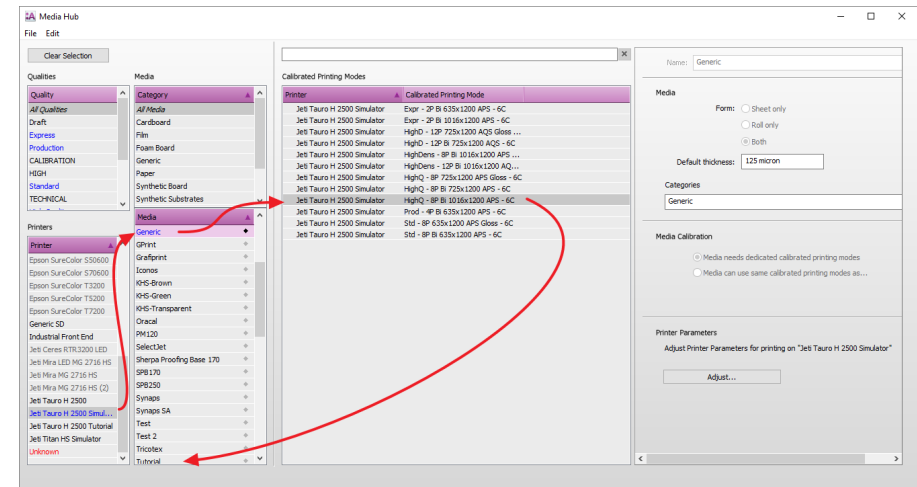 Media Hub
File Edit
Clear Selection
Qualities
Quality
All Qualities
Draft
Express
Production
CALIBRATION
HIGH
Standard
TECHNICAL
Printers
Printer
Epson SureColor S50600
Epson SureColor S70600
Epson SureColor T3200
Epson SureColor T5200
Epson SureColor T7200
Generic SD
Industrial Front End
Jeti Ceres RTR3200 LED
Jeti Mira LED MG 2716 HS
Jeti Mira MG 2716 HS
Jeti Mira MG 2716 HS (2)
Jeti Tauro H 2500
Jeti Tauro H 2500 Simul...
Jeti Tauro H 2500 Tutorial
Jeti Titan HS Simulator
Unknown
Media
Category
All Media
Cardboard
Film
Foam Board
Generic
Paper
Synthetic Board
Synthetic Substrates
Media
Generic
GPrint
Grafiprint
Iconos
KHS-Brown
KHS-Green
KHS-Transparent
Oracal
PM120
SelectJet
Sherpa Proofing Base 170
SPB170
SPB250
Synaps
Synaps SA
Test
Test 2
Tricotex
Tutorial
Calibrated Printing Modes
Printer Calibrated Printing Mode
Jeti Tauro H 2500 Simulator Expr - 2P Bi 635x1200 APS - 6C
Jeti Tauro H 2500 Simulator Expr - 2P Bi 1016x1200 APS - 6C
Jeti Tauro H 2500 Simulator HighD - 12P 725x1200 AQS Gloss ...
Jeti Tauro H 2500 Simulator HighD - 12P Bi 725x1200 AQS - 6C
Jeti Tauro H 2500 Simulator HighDens - 8P Bi 1016x1200 APS ...
Jeti Tauro H 2500 Simulator HighDens - 12P Bi 1016x1200 AQ...
Jeti Tauro H 2500 Simulator HighQ - 8P 725x1200 APS Gloss - 6C
Jeti Tauro H 2500 Simulator HighQ - 8P Bi 725x1200 APS - 6C
Jeti Tauro H 2500 Simulator HighQ - 8P Bi 1016x1200 APS - 6C
Jeti Tauro H 2500 Simulator Prod - 4P Bi 635x1200 APS - 6C
Jeti Tauro H 2500 Simulator Std - 8P 635x1200 APS Gloss - 6C
Jeti Tauro H 2500 Simulator Std - 8P Bi 635x1200 APS - 6C
Name: Generic
Media
Form: Sheet only
Roll only
Both
Default thickness: 125 micron
Categories
Generic
Media Calibration
Media needs dedicated calibrated printing modes
Media can use same calibrated printing modes as...
Printer Parameters
Adjust Printer Parameters for printing on "Jeti Tauro H 2500 Simulator"
Adjust...